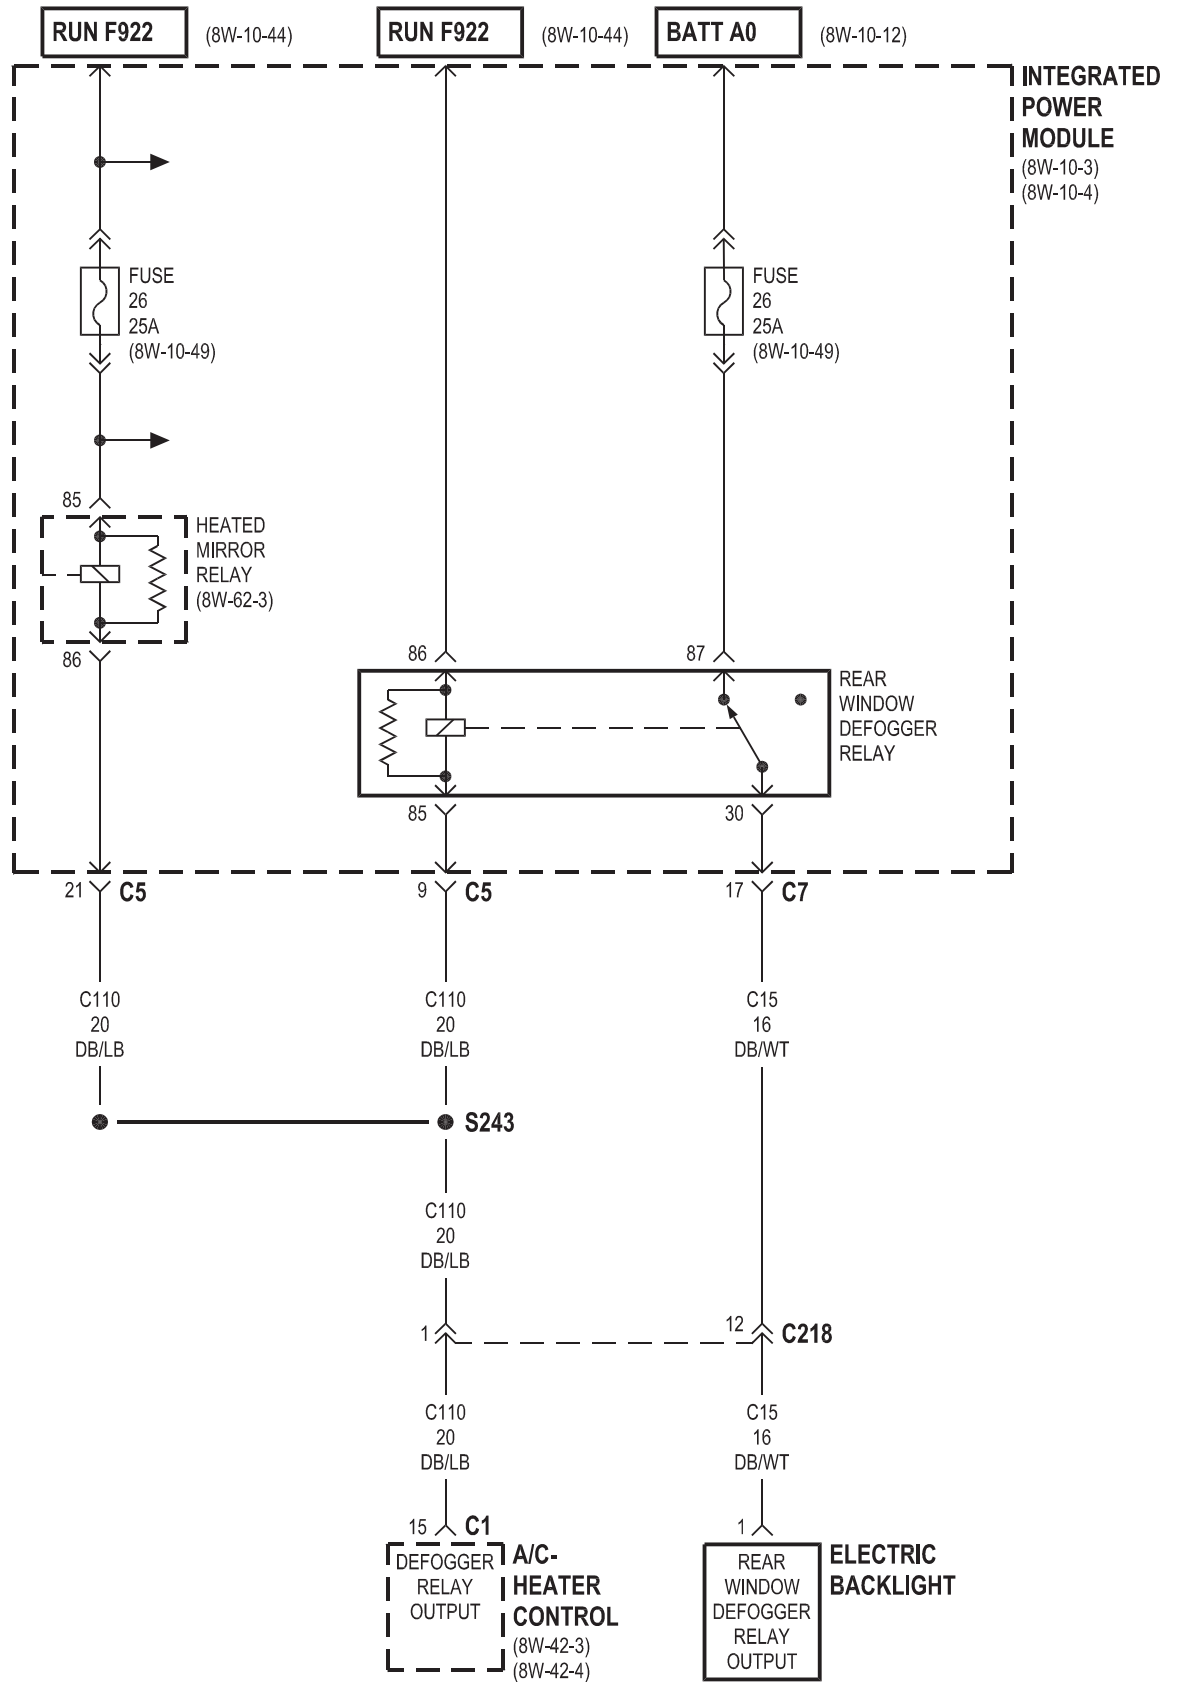 RUN F922
(8W-10-44)
RUN F922
(8W-10-44)
BATT A0
(8W-10-12)
INTEGRATED
POWER
MODULE
(8W-10-3)
(8W-10-4)
FUSE
26
25A
(8W-10-49)
FUSE
26
25A
(8W-10-49)
85
HEATED
MIRROR
RELAY
(8W-62-3)
86
86
87
REAR
WINDOW
DEFOGGER
RELAY
85
30
21
C5
9
C5
17
C7
C110
20
DB/LB
C110
20
DB/LB
C15
16
DB/WT
S243
C110
20
DB/LB
1
12
C218
C110
20
DB/LB
C15
16
DB/WT
15
C1
1
DEFOGGER
RELAY
OUTPUT
A/C-
HEATER
CONTROL
(8W-42-3)
(8W-42-4)
REAR
WINDOW
DEFOGGER
RELAY
OUTPUT
ELECTRIC
BACKLIGHT